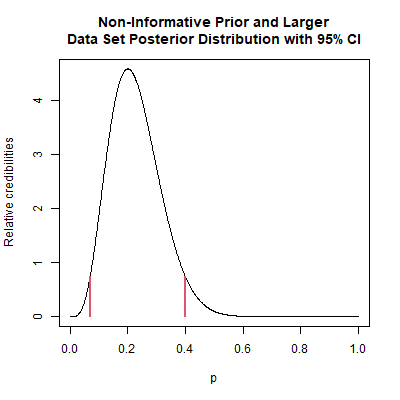 Non-Informative Prior and Larger
Data Set Posterior Distribution with 95% CI
Relative credibilities
4
3
2
1
0
0.0 0.2 0.4 0.6 0.8 1.0
p